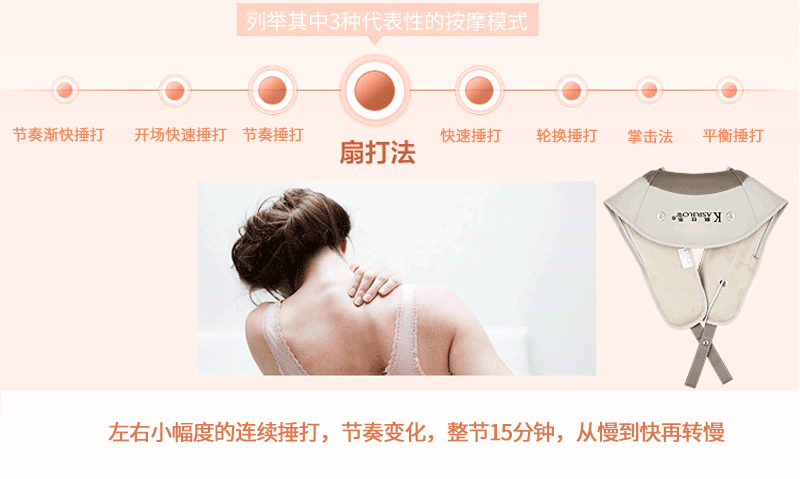 列举其中3种代表性的按摩模式
节奏渐快捶打
开场快速捶打
节奏捶打
扇打法
快速捶打
轮换捶打
掌击法
平衡捶打
左右小幅度的连续捶打，节奏变化，整节15分钟，从慢到快再转慢